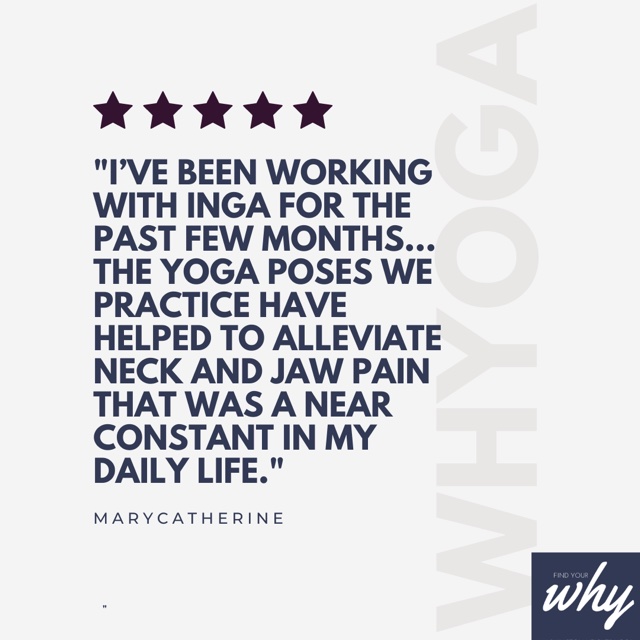 "I’VE BEEN WORKING
WITH INGA FOR THE
PAST FEW MONTHS...
THE YOGA POSES WE
PRACTICE HAVE
HELPED TO ALLEVIATE
NECK AND JAW PAIN
THAT WAS A NEAR
CONSTANT IN MY
DAILY LIFE."
MARYCATHERINE
"
WHYYOGA
FIND YOUR
why